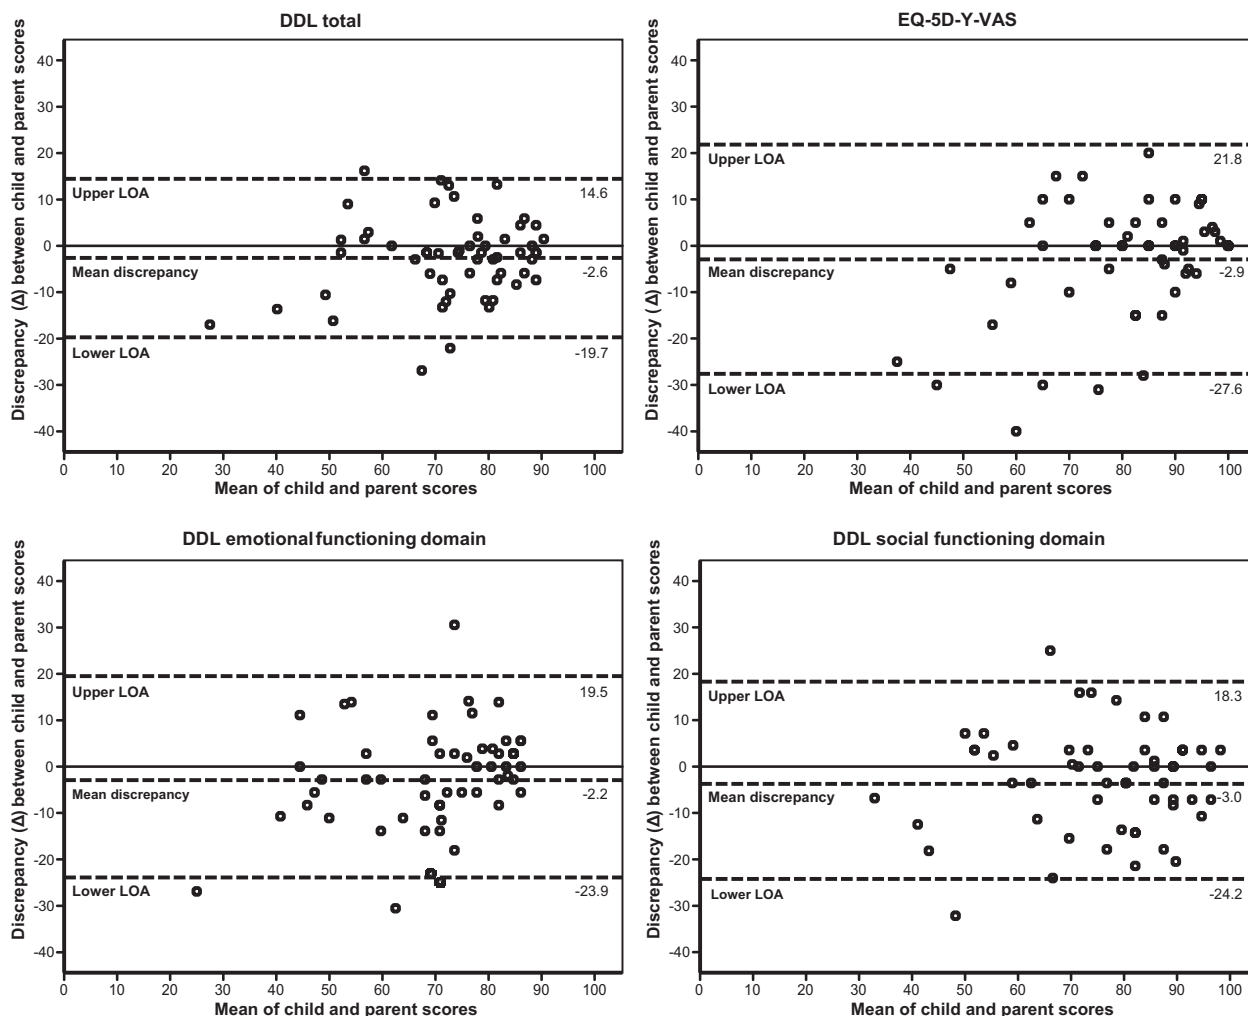 DDL total
Discrepancy (Δ) between child and parent scores
40
30
20
10
0
-10
-20
-30
-40
Upper LOA
14.6
Mean discrepancy
-2.6
Lower LOA
-19.7
0 10 20 30 40 50 60 70 80 90 100
Mean of child and parent scores
EQ-5D-Y-VAS
Discrepancy (Δ) between child and parent scores
40
30
20
10
0
-10
-20
-30
-40
Upper LOA
21.8
Mean discrepancy
-2.9
Lower LOA
-27.6
0 10 20 30 40 50 60 70 80 90 100
Mean of child and parent scores
DDL emotional functioning domain
Discrepancy (Δ) between child and parent scores
40
30
20
10
0
-10
-20
-30
-40
Upper LOA
19.5
Mean discrepancy
-2.2
Lower LOA
-23.9
0 10 20 30 40 50 60 70 80 90 100
Mean of child and parent scores
DDL social functioning domain
Discrepancy (Δ) between child and parent scores
40
30
20
10
0
-10
-20
-30
-40
Upper LOA
18.3
Mean discrepancy
-3.0
Lower LOA
-24.2
0 10 20 30 40 50 60 70 80 90 100
Mean of child and parent scores